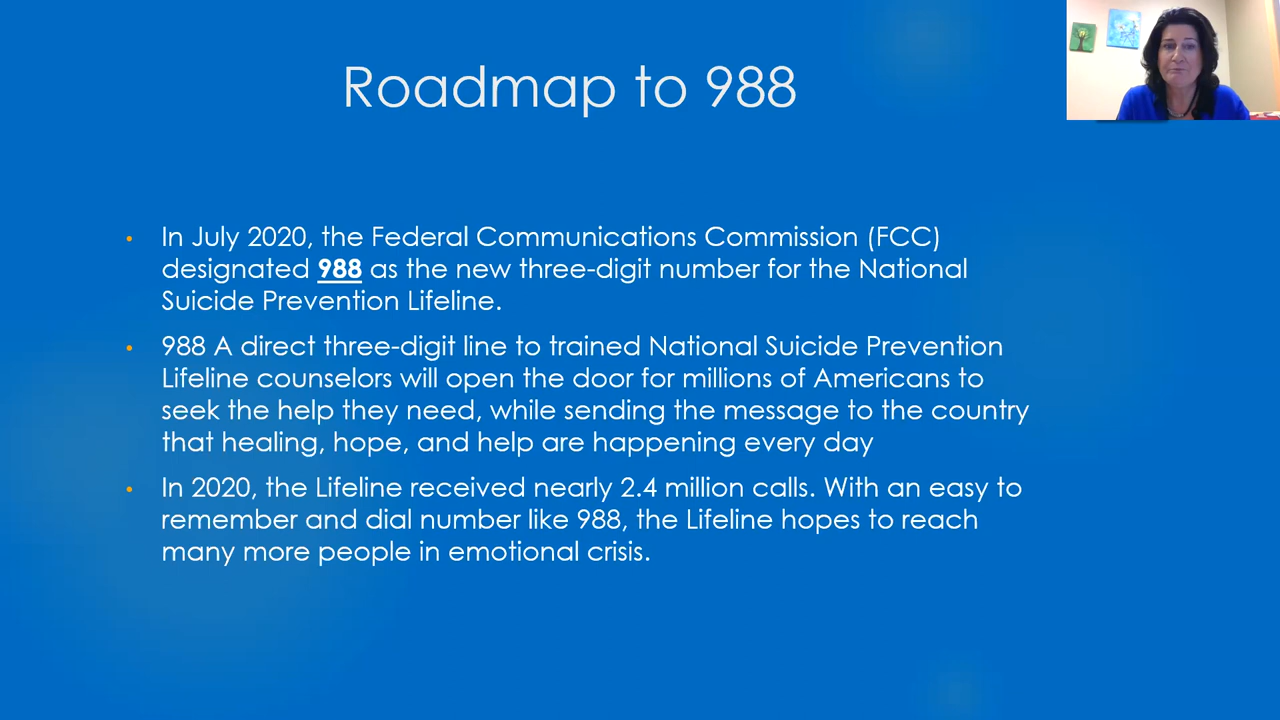 Roadmap to 988
In July 2020, the Federal Communications Commission (FCC)
designated 988 as the new three-digit number for the National
Suicide Prevention Lifeline.
988 A direct three-digit line to trained National Suicide Prevention
Lifeline counselors will open the door for millions of Americans to
seek the help they need, while sending the message to the country
that healing, hope, and help are happening every day
In 2020, the Lifeline received nearly 2.4 million calls. With an easy to
remember and dial number like 988, the Lifeline hopes to reach
many more people in emotional crisis.